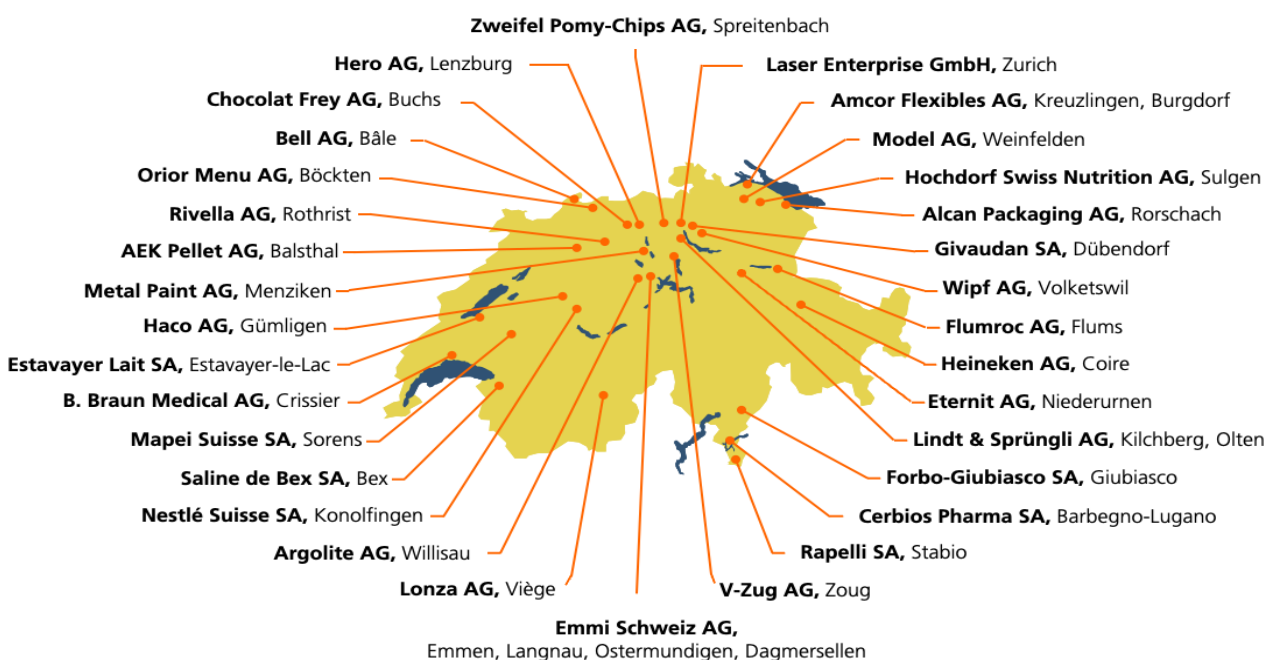 Zweifel Pomy-Chips AG, Spreitenbach
Hero AG, Lenzburg
Laser Enterprise GmbH, Zurich
Chocolat Frey AG, Buchs
Amcor Flexibles AG, Kreuzlingen, Burgdorf
Bell AG, Bâle
Model AG, Weinfelden
Orior Menu AG, Böckten
Hochdorf Swiss Nutrition AG, Sulgen
Rivella AG, Rothrist
Alcan Packaging AG, Rorschach
AEK Pellet AG, Balsthal
Givaudan SA, Dübendorf
Metal Paint AG, Menziken
Wipf AG, Volketswil
Haco AG, Gümligen
Flumroc AG, Flums
Estavayer Lait SA, Estavayer-le-Lac
Heineken AG, Coire
B. Braun Medical AG, Crissier
Eternit AG, Niederurnen
Mapei Suisse SA, Sorens
Lindt & Sprüngli AG, Kilchberg, Olten
Saline de Bex SA, Bex
Forbo-Giubiasco SA, Giubiasco
Nestlé Suisse SA, Konolfingen
Cerbios Pharma SA, Barbegno-Lugano
Argolite AG, Willisau
Rapelli SA, Stabio
Lonza AG, Viège
V-Zug AG, Zoug
Emmi Schweiz AG,
Emmen, Langnau, Ostermundigen, Dagmersellen